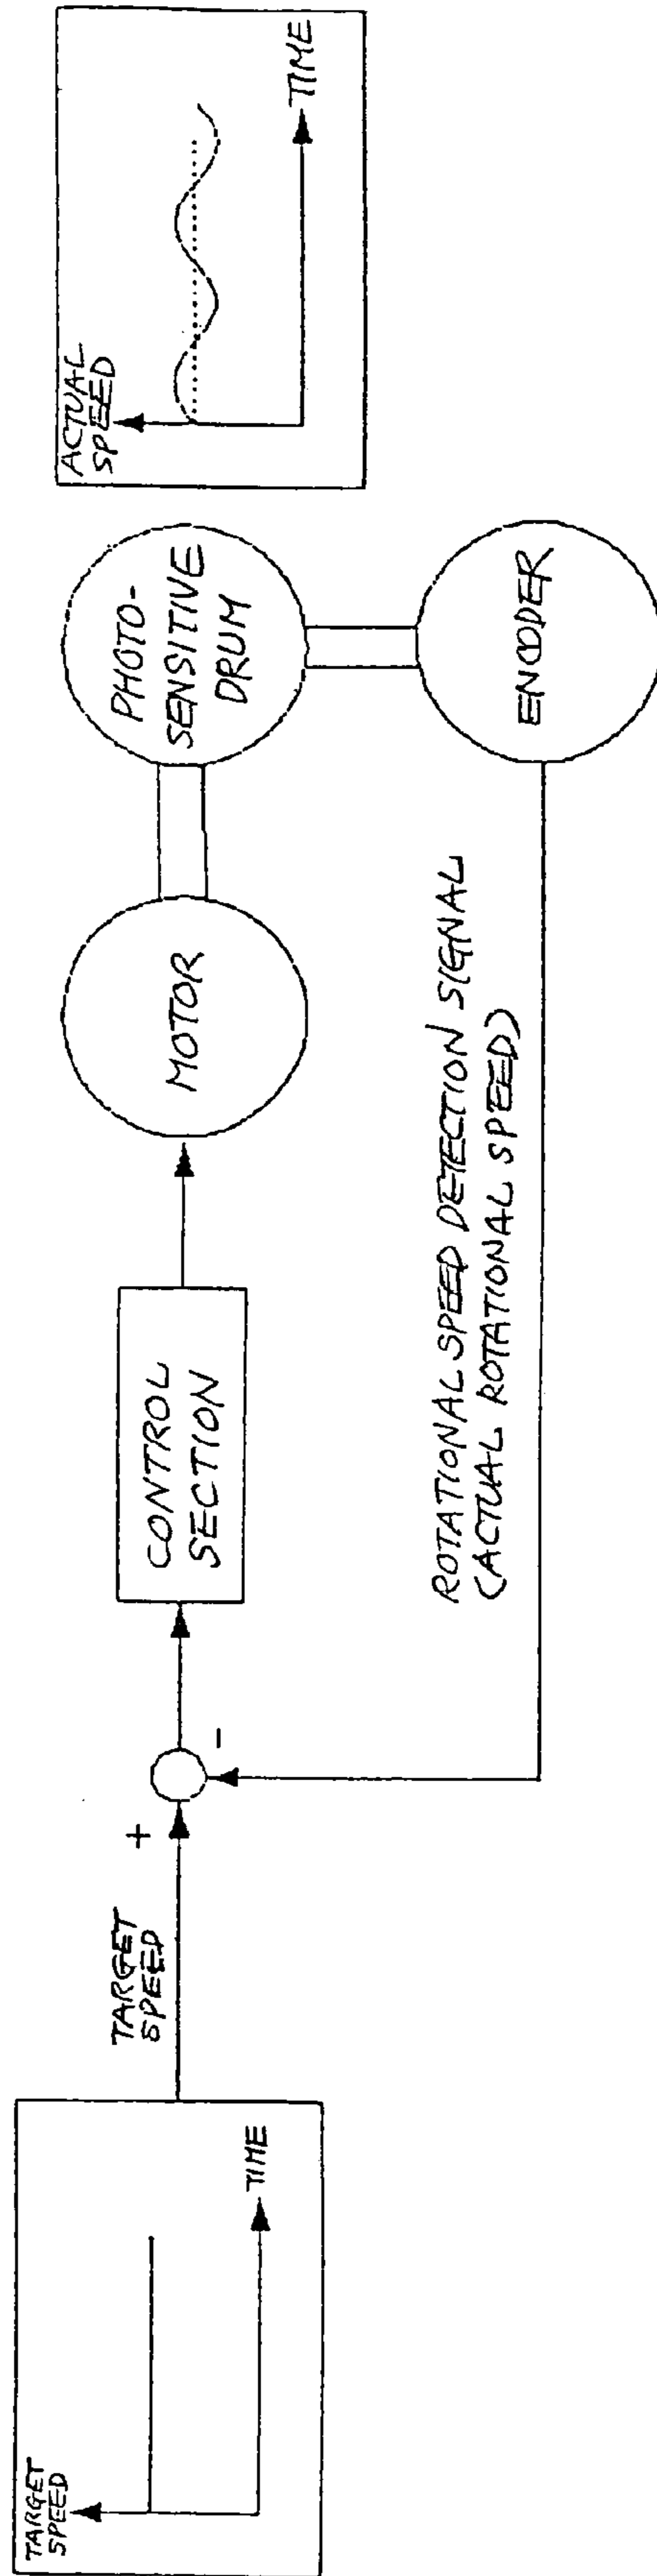 TARGET
SPEED
TIME
TARGET
SPEED
+
-
CONTROL
SECTION
MOTOR
PHOTO-
SENSITIVE
DRUM
ENCODER
ROTATIONAL SPEED DETECTION SIGNAL
(ACTUAL ROTATIONAL SPEED)
ACTUAL
SPEED
TIME